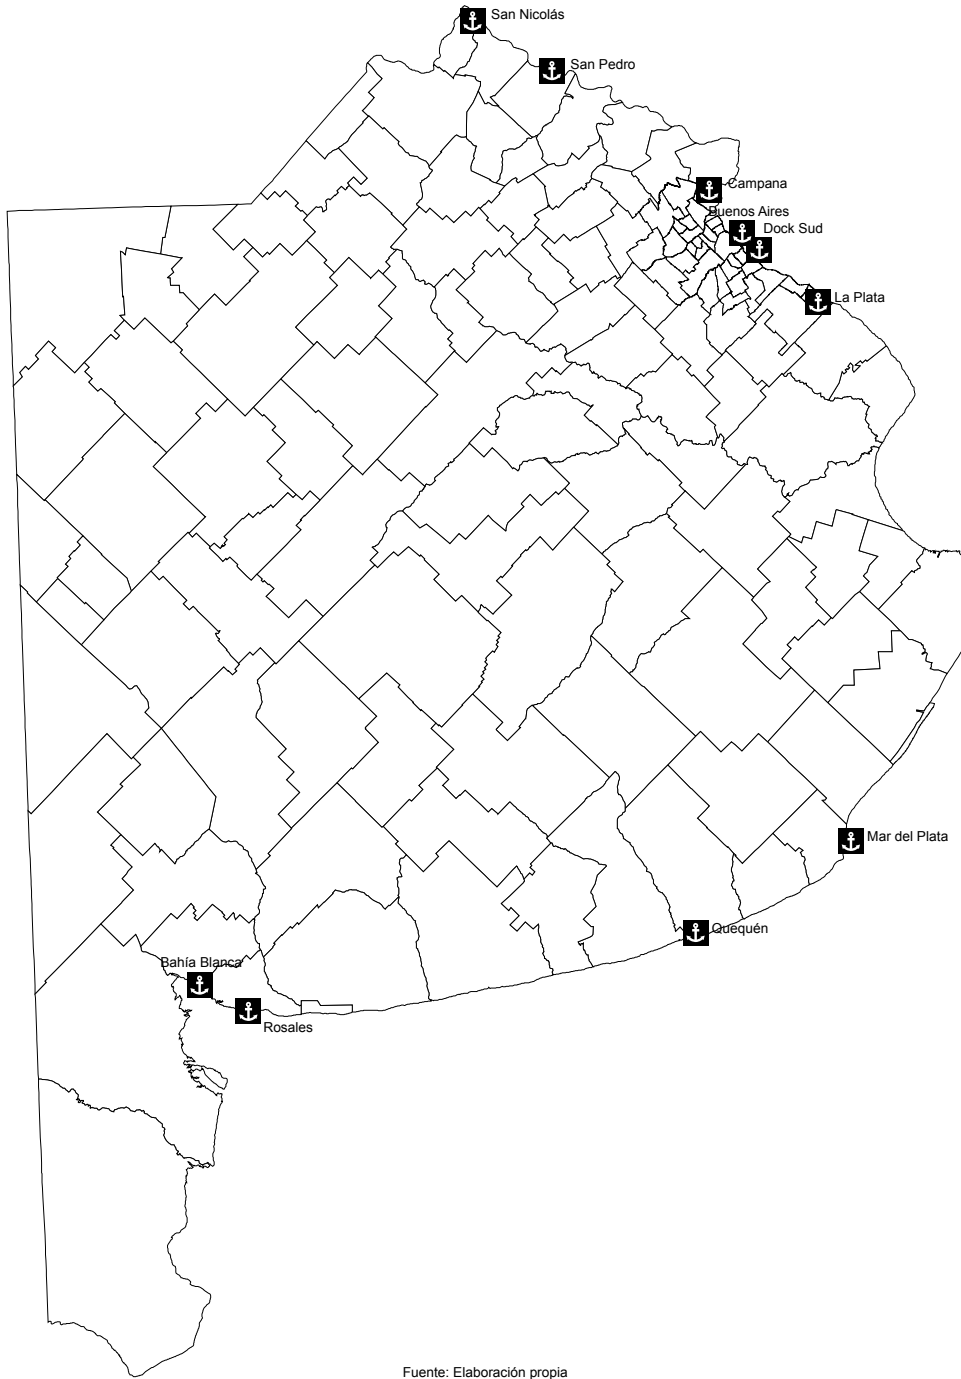 San Nicolás
San Pedro
Campana
Buenos Aires
Dock Sud
La Plata
Mar del Plata
Quequén
Bahía Blanca
Rosales
Fuente: Elaboración propia